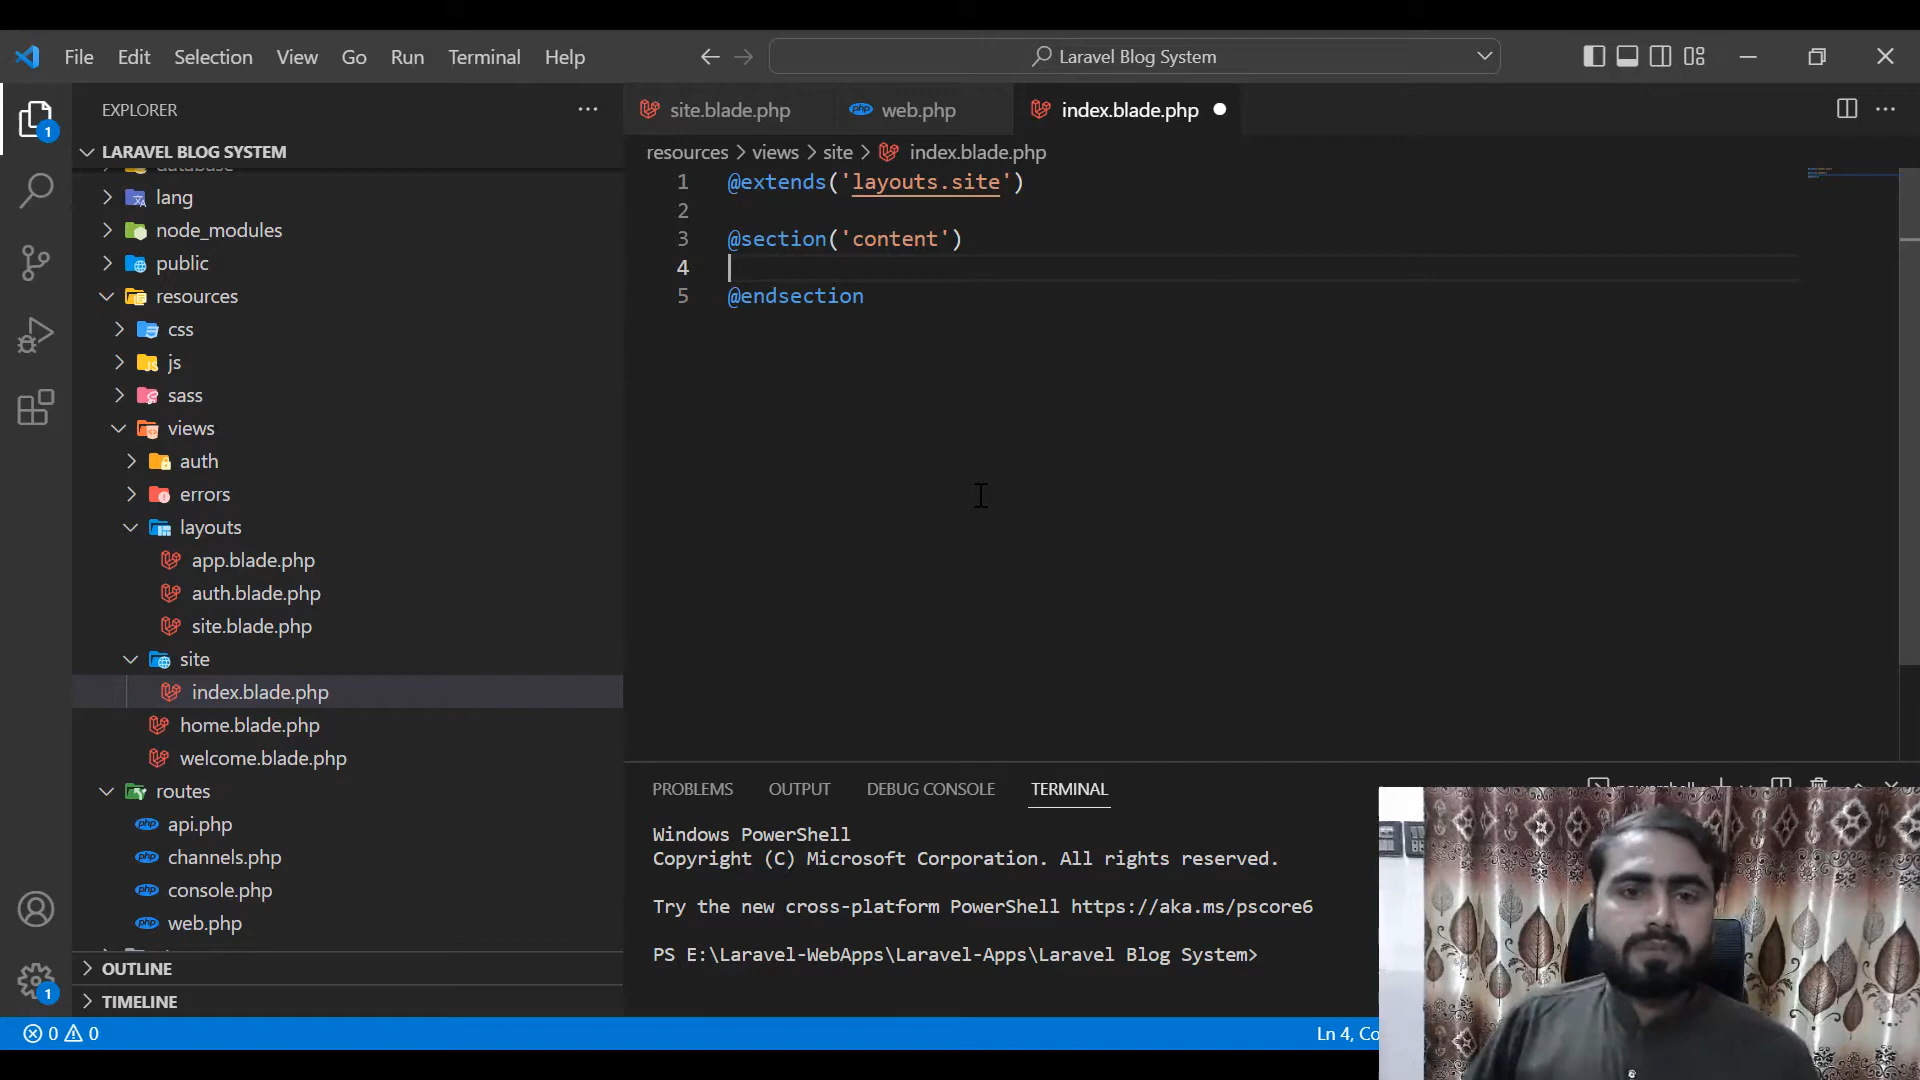 File Edit Selection View Go Run Terminal Help
Laravel Blog System
EXPLORER
LARAVEL BLOG SYSTEM
database
lang
node_modules
public
resources
css
js
sass
views
auth
errors
layouts
app.blade.php
auth.blade.php
site.blade.php
site
index.blade.php
home.blade.php
welcome.blade.php
routes
api.php
channels.php
console.php
web.php
OUTLINE
TIMELINE
1
1
site.blade.php web.php index.blade.php
resources > views > site > index.blade.php
1 @extends('layouts.site')
2
3 @section('content')
4
5 @endsection
PROBLEMS OUTPUT DEBUG CONSOLE TERMINAL
Windows PowerShell
Copyright (C) Microsoft Corporation. All rights reserved.
Try the new cross-platform PowerShell https://aka.ms/pscore6
PS E:\Laravel-WebApps\Laravel-Apps\Laravel Blog System>
0 0
Ln 4, Co